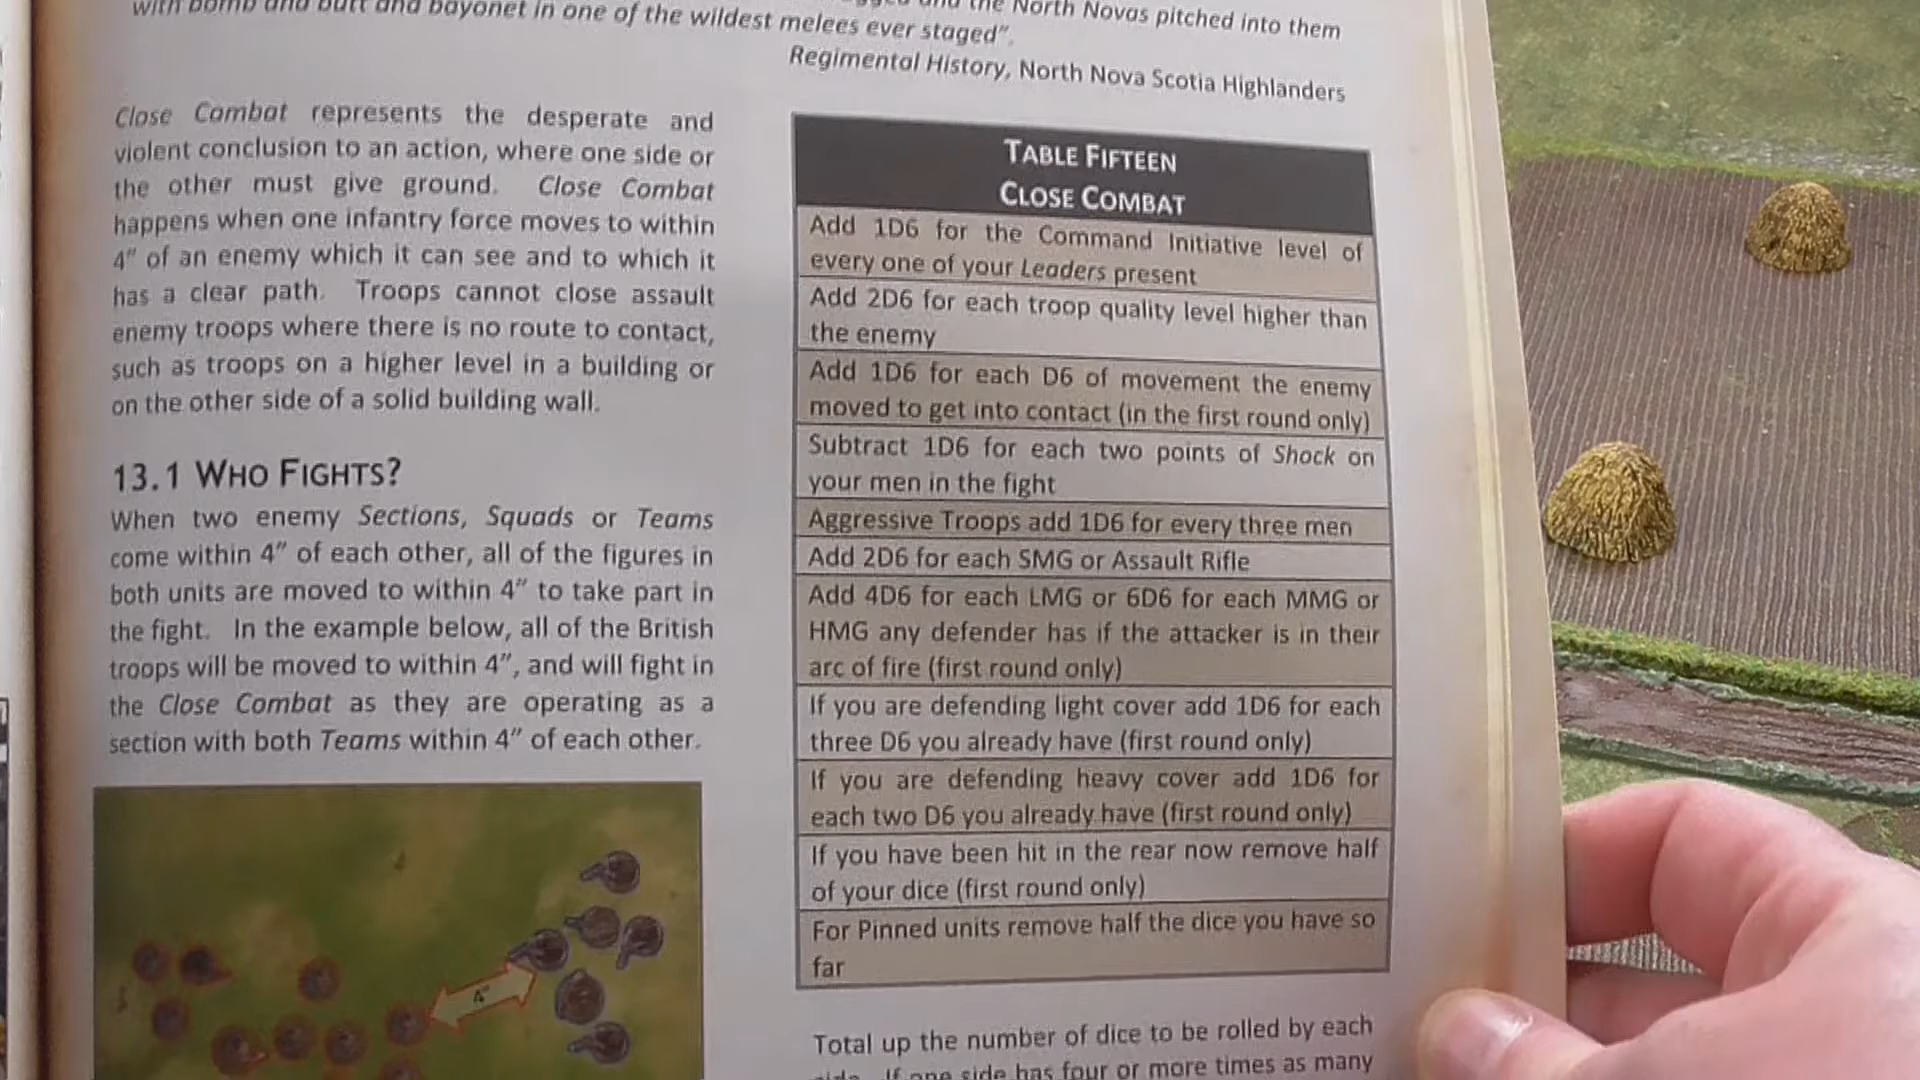 the North Novas pitched into them
with bomb and butt and bayonet in one of the wildest melees ever staged".
Regimental History, North Nova Scotia Highlanders
Close Combat represents the desperate and
violent conclusion to an action, where one side or
the other must give ground. Close Combat
happens when one infantry force moves to within
4" of an enemy which it can see and to which it
has a clear path. Troops cannot close assault
enemy troops where there is no route to contact,
such as troops on a higher level in a building or
on the other side of a solid building wall.
13.1 WHO FIGHTS?
When two enemy Sections, Squads or Teams
come within 4" of each other, all of the figures in
both units are moved to within 4" to take part in
the fight. In the example below, all of the British
troops will be moved to within 4", and will fight in
the Close Combat as they are operating as a
section with both Teams within 4" of each other.
4"
TABLE FIFTEEN
CLOSE COMBAT
Add 1D6 for the Command Initiative level of
every one of your Leaders present
Add 2D6 for each troop quality level higher than
the enemy
Add 1D6 for each D6 of movement the enemy
moved to get into contact (in the first round only)
Subtract 1D6 for each two points of Shock on
your men in the fight
Aggressive Troops add 1D6 for every three men
Add 2D6 for each SMG or Assault Rifle
Add 4D6 for each LMG or 6D6 for each MMG or
HMG any defender has if the attacker is in their
arc of fire (first round only)
If you are defending light cover add 1D6 for each
three D6 you already have (first round only)
If you are defending heavy cover add 1D6 for
each two D6 you already have (first round only)
If you have been hit in the rear now remove half
of your dice (first round only)
For Pinned units remove half the dice you have so
far
Total up the number of dice to be rolled by each
side. If one side has four or more times as many